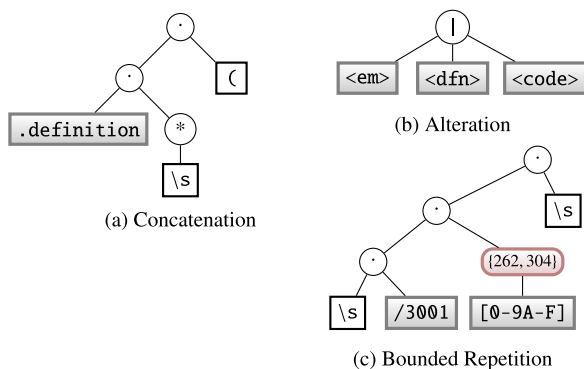 ·
·
(
.definition
*
\s
(a) Concatenation
|
<em>
<dfn>
<code>
(b) Alteration
·
·
\s
·
{262, 304}
\s
/3001
[0-9A-F]
(c) Bounded Repetition